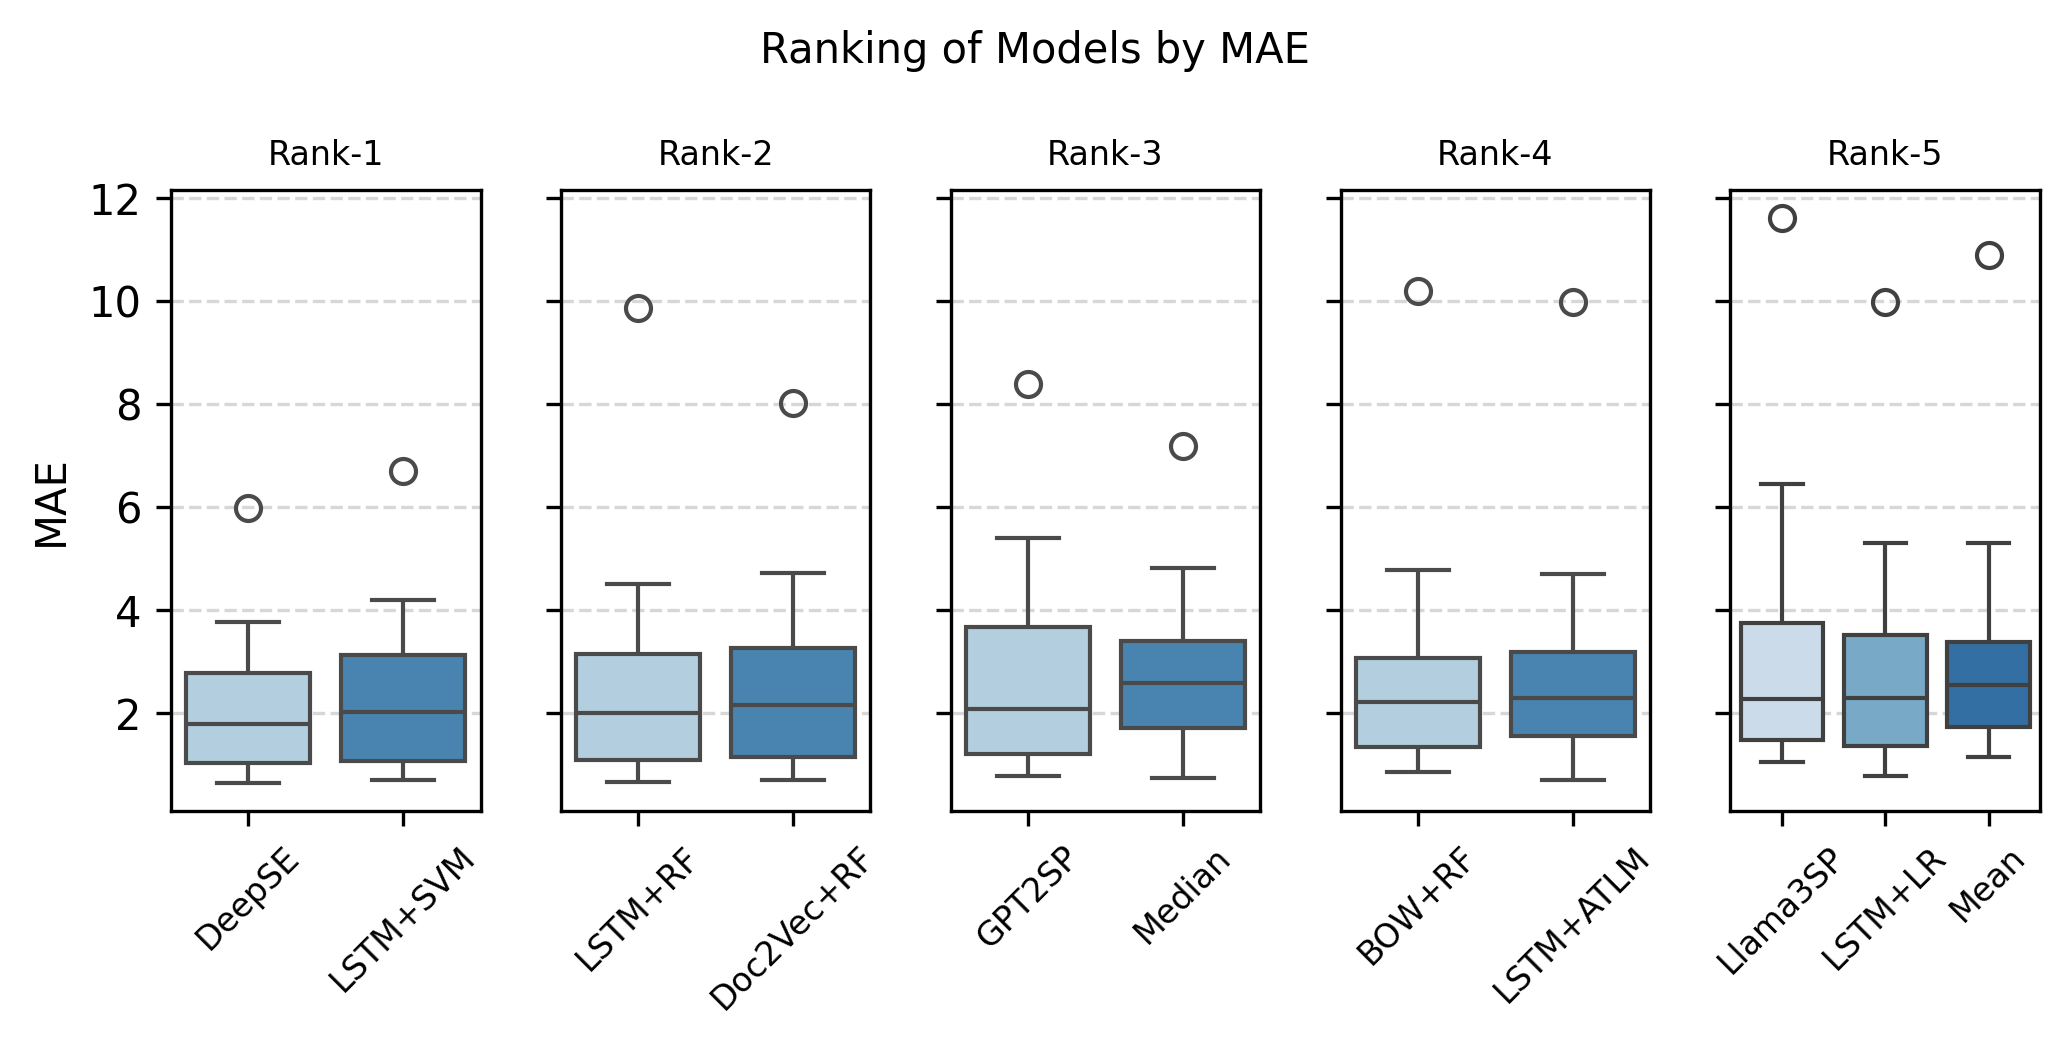 Ranking of Models by MAE
Rank-1
Rank-2
Rank-3
Rank-4
Rank-5
MAE
12
10
8
6
4
2
DeepSE
LSTM+SVM
LSTM+RF
Doc2Vec+RF
GPT2SP
Median
BOW+RF
LSTM+ATLM
Llama3SP
LSTM+LR
Mean